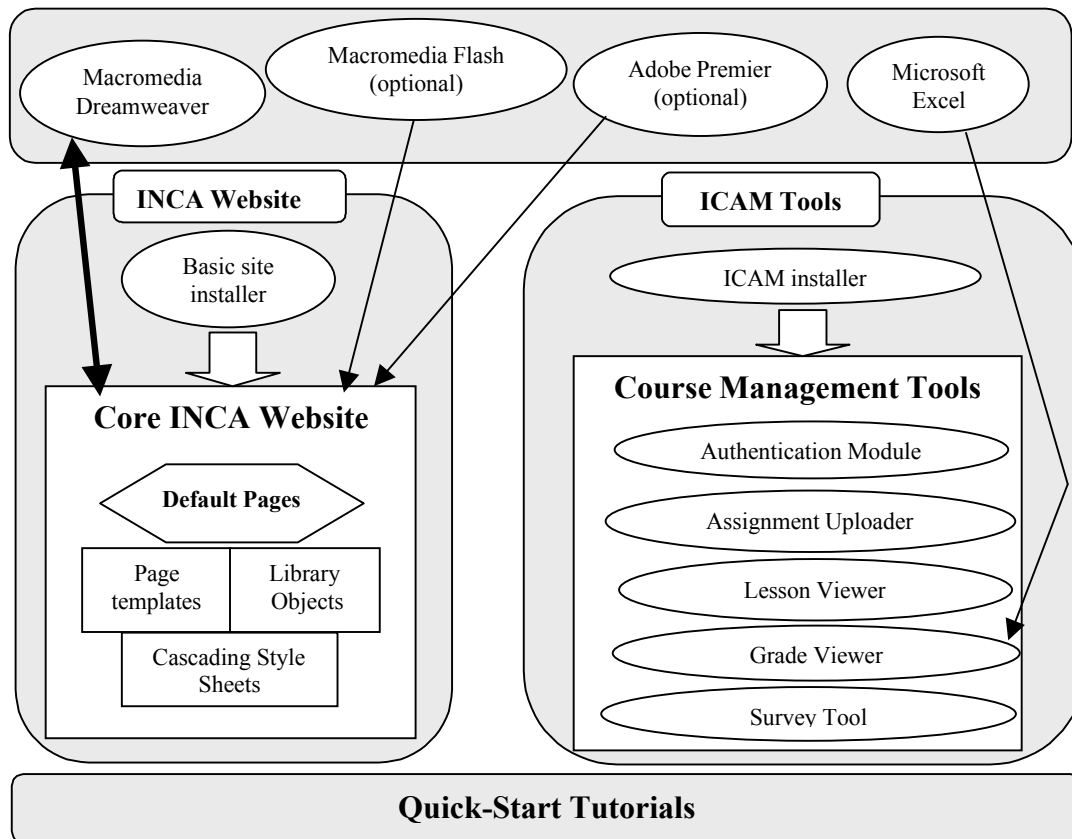 Macromedia
Dreamweaver
Macromedia Flash
(optional)
Adobe Premier
(optional)
Microsoft
Excel
INCA Website
Basic site
installer
Core INCA Website
Default Pages
Page
templates
Library
Objects
Cascading Style
Sheets
ICAM Tools
ICAM installer
Course Management Tools
Authentication Module
Assignment Uploader
Lesson Viewer
Grade Viewer
Survey Tool
Quick-Start Tutorials